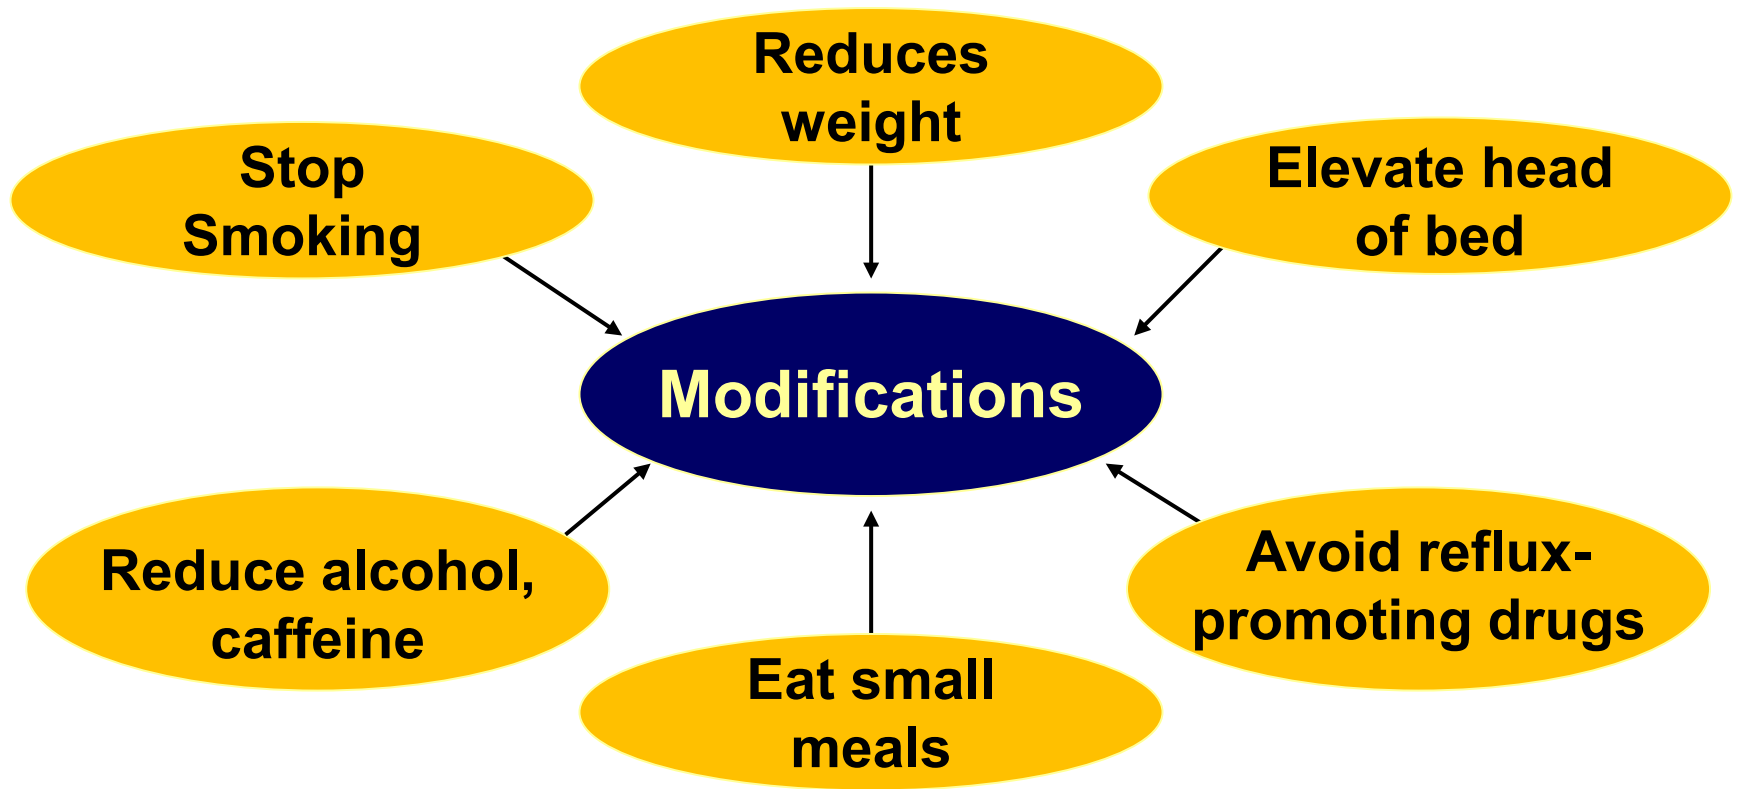 Reduces
weight
Stop
Smoking
Elevate head
of bed
Modifications
Reduce alcohol,
caffeine
Avoid reflux-
promoting drugs
Eat small
meals